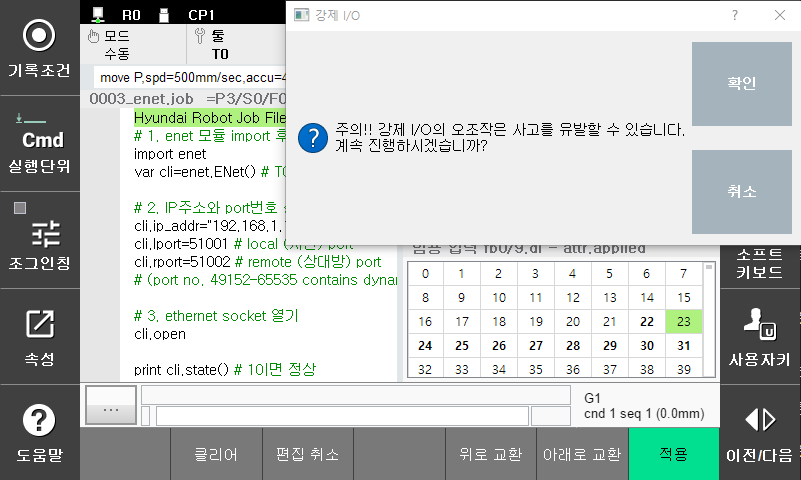 R0
CP1
강제 I/O
?
기록조건
모드
수동
툴
T0
확인
move P,spd=500mm/sec,accu=4
0003_enet.job =P3/S0/F0
주의!! 강제 I/O의 오조작은 사고를 유발할 수 있습니다.
계속 진행하시겠습니까?
취소
Cmd
실행단위
Hyundai Robot Job File
# 1. enet 모듈 import 후
import enet
var cli=enet.ENet() #
# 2. IP주소와 port번호
cli.ip_addr="192.168.1.
cli.lport=51001 # local (자신) port
cli.rport=51002 # remote (상대방) port
# (port no. 49152-65535 contains dynam
# 3. ethernet socket 열기
cli.open
print cli.state() # 1이면 정상
조그인칭
속성
도움말
범용 입력 fb0/9.di - attr.applied
0 1 2 3 4 5 6 7
8 9 10 11 12 13 14 15
16 17 18 19 20 21 22 23
24 25 26 27 28 29 30 31
32 33 34 35 36 37 38 39
소프트
키보드
사용자키
U
이전/다음
...
G1
cnd 1 seq 1 (0.0mm)
클리어
편집 취소
위로 교환
아래로 교환
적용